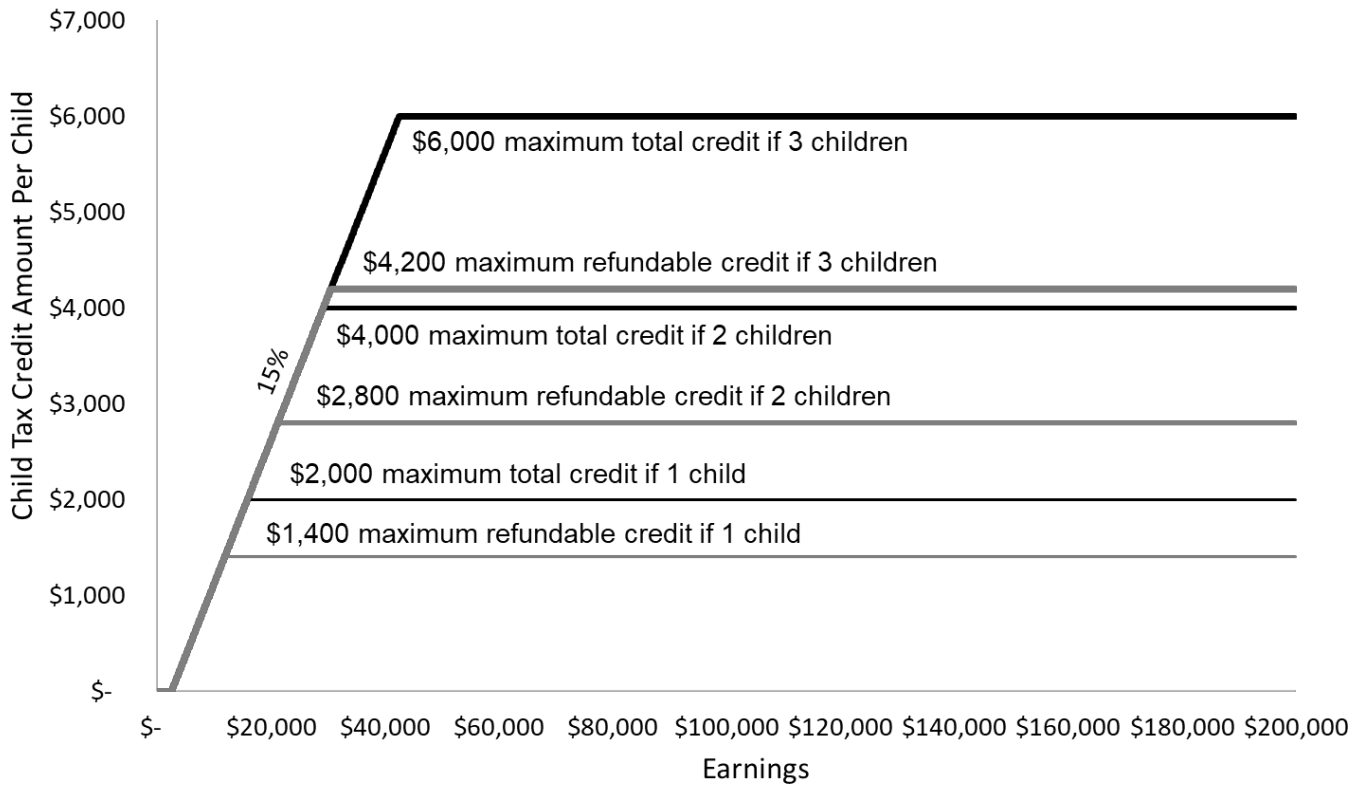 $7,000
$6,000
$6,000 maximum total credit if 3 children
$5,000
$4,200 maximum refundable credit if 3 children
$4,000
$4,000 maximum total credit if 2 children
15%
$3,000
$2,800 maximum refundable credit if 2 children
$2,000 maximum total credit if 1 child
$2,000
$1,400 maximum refundable credit if 1 child
$1,000
$-
Child Tax Credit Amount Per Child
$- $20,000 $40,000 $60,000 $80,000 $100,000 $120,000 $140,000 $160,000 $180,000 $200,000
Earnings